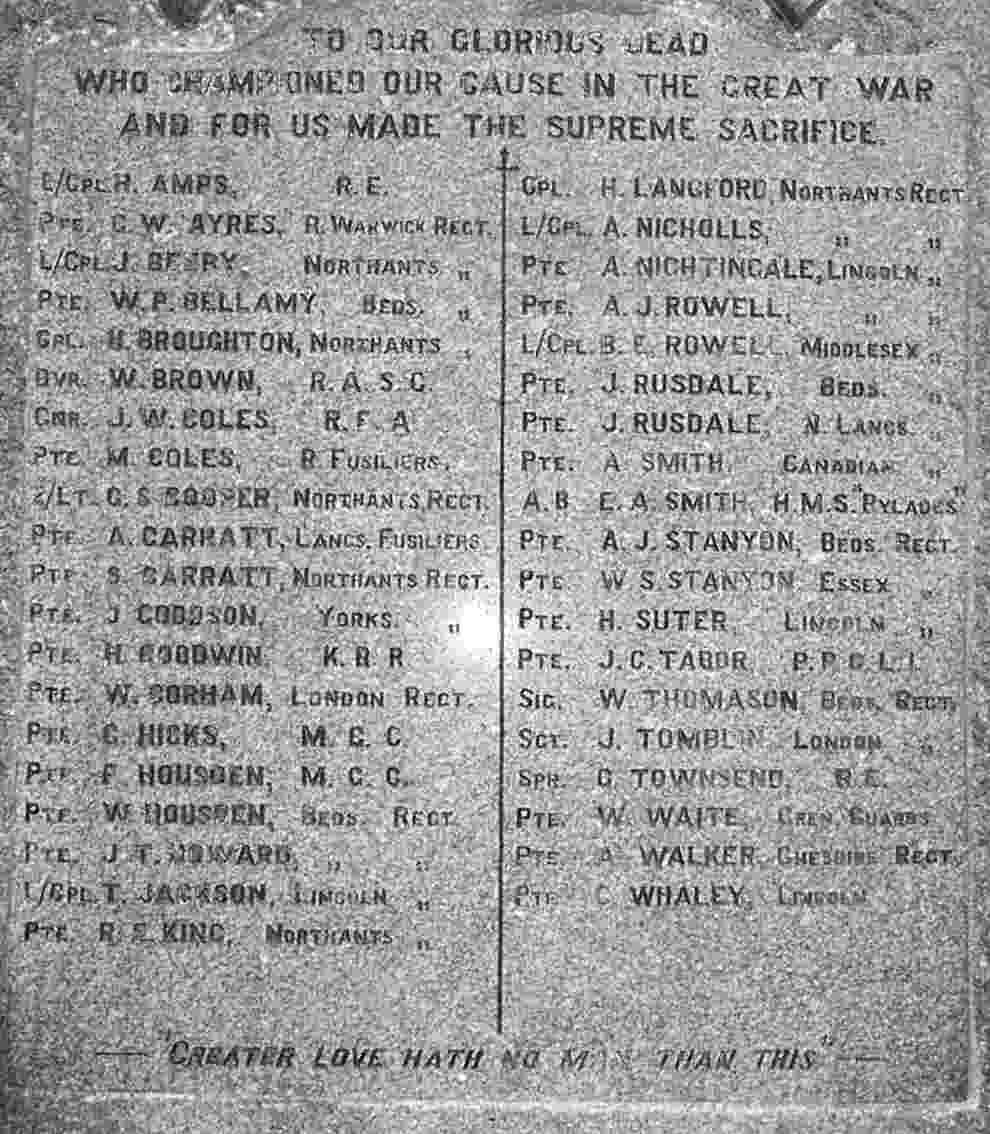 TO OUR GLORIOUS DEAD
WHO CHAMPIONED OUR CAUSE IN THE GREAT WAR
AND FOR US MADE THE SUPREME SACRIFICE.
L/CPL. H. AMPS, R.E.
PTE. G. W. AYRES, R. WARWICK REGT.
L/CPL. J. BERRY, NORTHANTS „
PTE. W. P. BELLAMY, BEDS. „
CPL. H. BROUGHTON, NORTHANTS „
DVR. W. BROWN, R. A. S. C.
GNR. J. W. COLES, R. F. A
PTE. M. COLES, R. FUSILIERS.
2/LT. G. S. COOPER, NORTHANTS, REGT.
PTE. A. GARRATT, LANCS. FUSILIERS.
PTE. S. GARRATT, NORTHANTS REGT.
PTE. J. GODDSON, YORKS. „
PTE. H. GOODWIN. K. R. R.
PTE. W. GORHAM, LONDON REGT.
PTE. G. HICKS, M. G. C.
PTE. F. HOUSDEN, M. G. C.
PTE. W. HOUSDEN, BEDS. REGT.
PTE. J. T. HOWARD, „ „
L/CPL. T. JACKSON, LINCOLN „
PTE. R. E. KING, NORTHANTS „
CPL. H. LANGFORD, NORTHANTS REGT.
L/CPL. A. NICHOLLS, „ „
PTE A. NIGHTINGALE, LINCOLN „
PTE. A. J. ROWELL, „ „
L/CPL. B. E. ROWELL, MIDDLESEX „
PTE. J. RUSDALE, BEDS. „
PTE. J. RUSDALE, N. LANCS. „
PTE. A. SMITH. CANADIAN „
A.B. E. A. SMITH, H.M.S. "PYLADES"
PTE. A. J. STANYON, BEDS. REGT.
PTE W. S. STANYON ESSEX „
PTE. H. SUTER, LINCOLN „
PTE. J. C. TABOR. P. P. C. L. I.
SIG. W. THOMASON, BEDS. REGT.
SGT. J. TOMBLIN, LONDON „
SPR. G. TOWNSEND, R.E.
PTE. W. WAITE, GREN. GUARDS
PTE. A. WALKER, CHESHIRE REGT.
PTE C. WHALEY, LINCOLN
"GREATER LOVE HATH NO MAN THAN THIS"